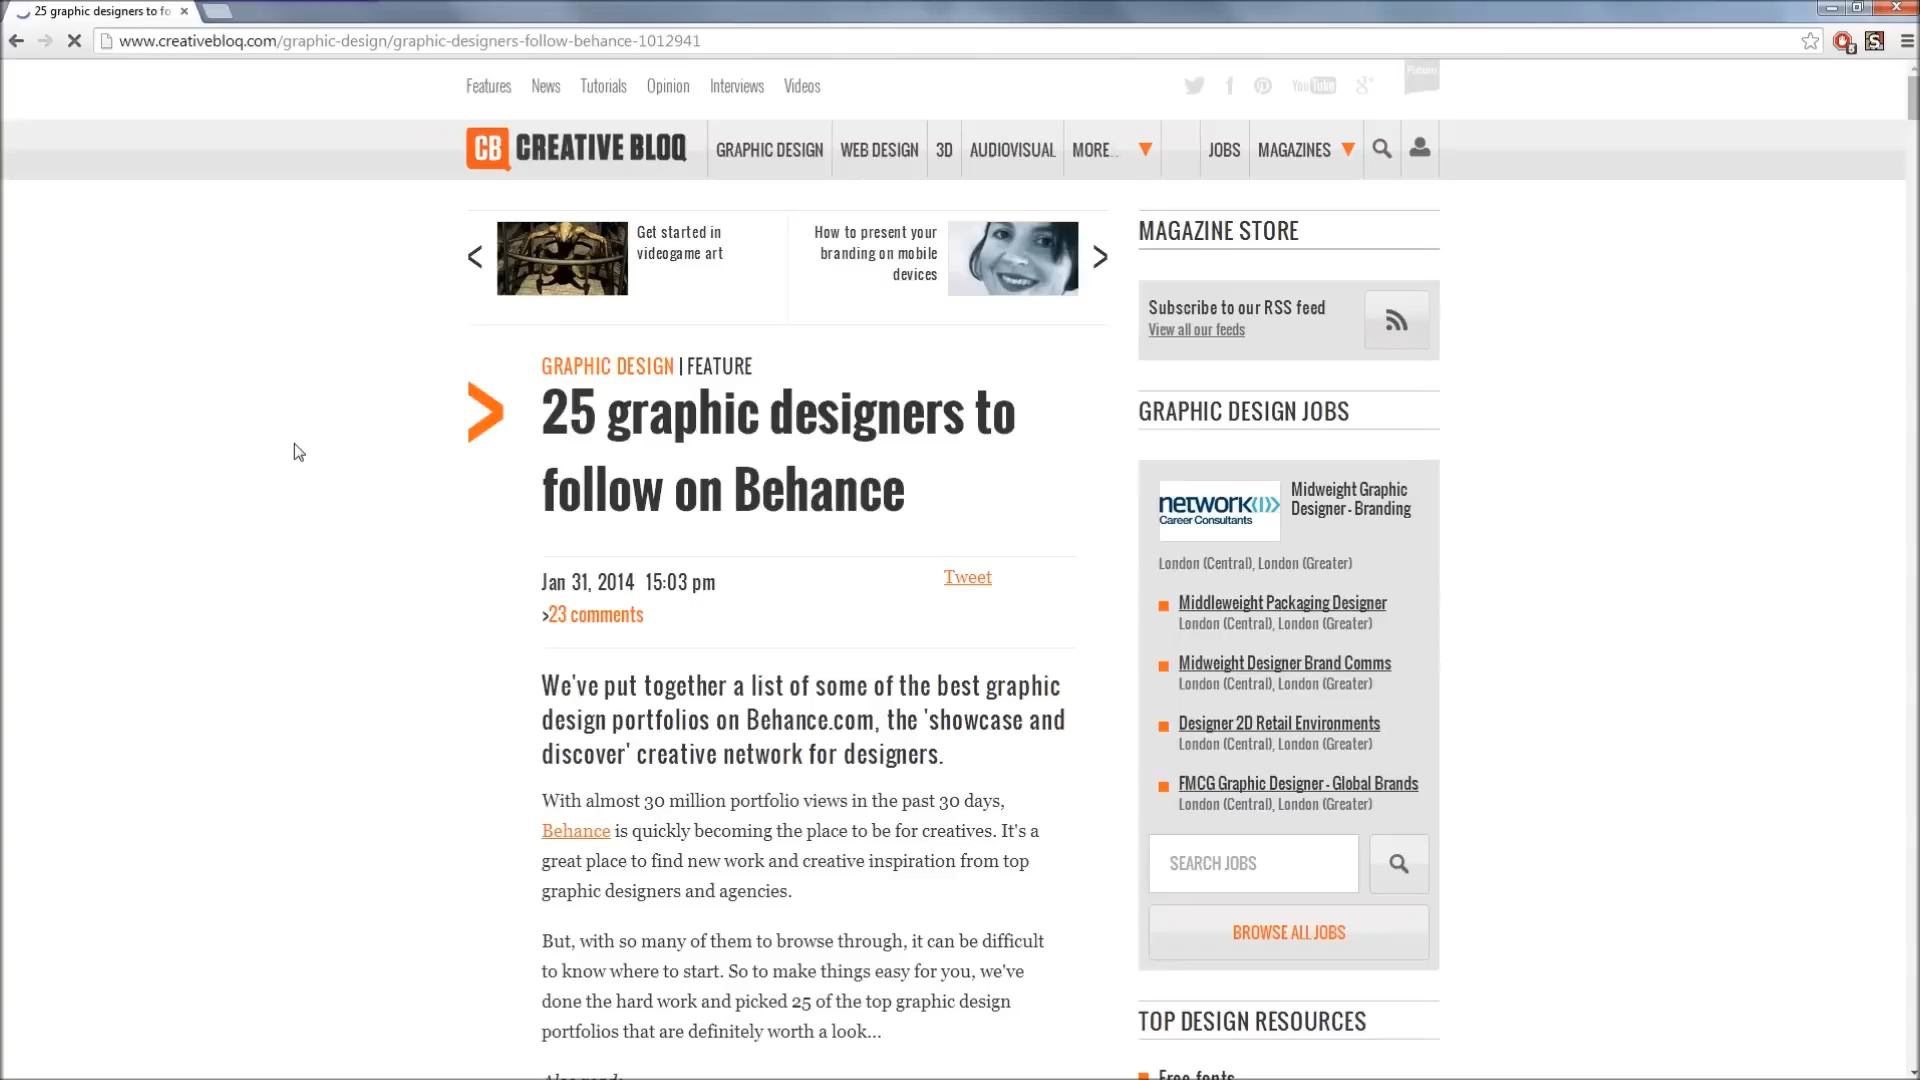 25 graphic designers to fo
www.creativebloq.com/graphic-design/graphic-designers-follow-behance-1012941
Features News Tutorials Opinion Interviews Videos
You Tube
Future
CB CREATIVE BLOQ
GRAPHIC DESIGN WEB DESIGN 3D AUDIOVISUAL MORE.. JOBS MAGAZINES
Get started in
videogame art
How to present your
branding on mobile
devices
GRAPHIC DESIGN | FEATURE
25 graphic designers to
follow on Behance
Jan 31, 2014 15:03 pm
Tweet
>23 comments
We've put together a list of some of the best graphic
design portfolios on Behance.com, the 'showcase and
discover' creative network for designers.
With almost 30 million portfolio views in the past 30 days,
Behance is quickly becoming the place to be for creatives. It's a
great place to find new work and creative inspiration from top
graphic designers and agencies.
But, with so many of them to browse through, it can be difficult
to know where to start. So to make things easy for you, we've
done the hard work and picked 25 of the top graphic design
portfolios that are definitely worth a look...
MAGAZINE STORE
Subscribe to our RSS feed
View all our feeds
GRAPHIC DESIGN JOBS
network
Career Consultants
Midweight Graphic
Designer - Branding
London (Central), London (Greater)
Middleweight Packaging Designer
London (Central), London (Greater)
Midweight Designer Brand Comms
London (Central), London (Greater)
Designer 2D Retail Environments
London (Central), London (Greater)
FMCG Graphic Designer - Global Brands
London (Central), London (Greater)
SEARCH JOBS
BROWSE ALL JOBS
TOP DESIGN RESOURCES
Free fonts